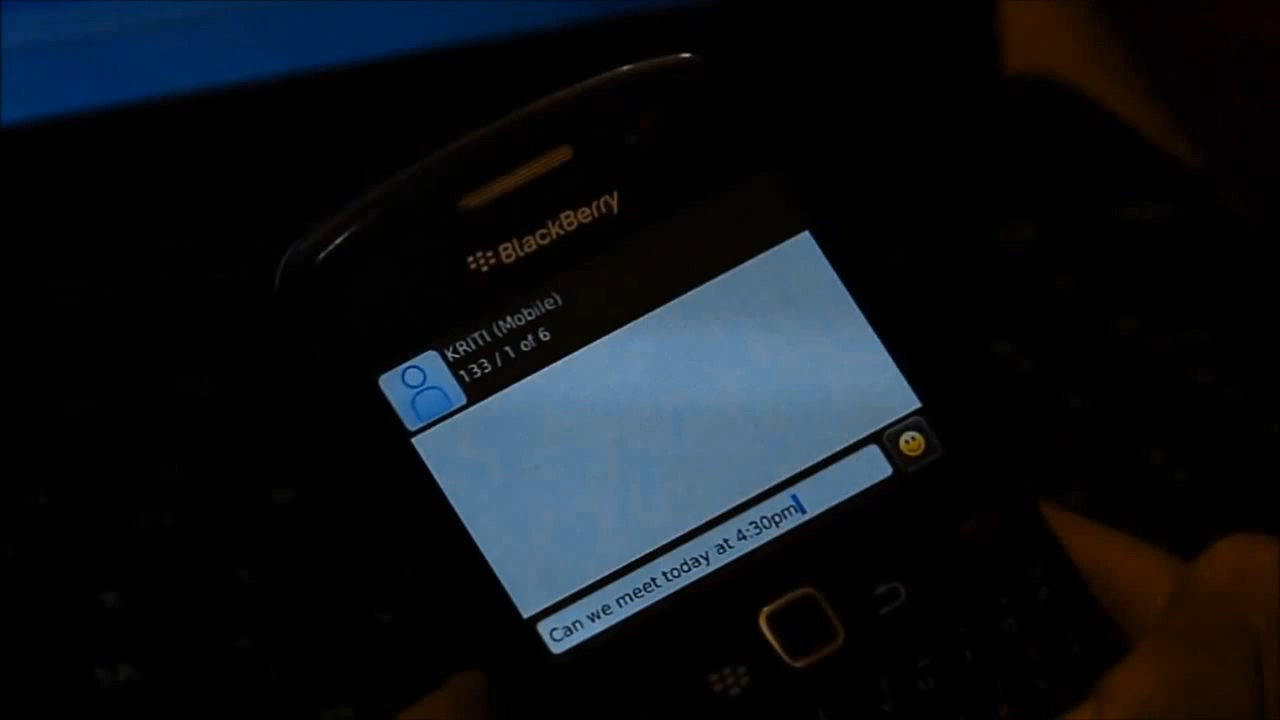 BlackBerry
KRITI (Mobile)
133 / 1 of 6
Can we meet today at 4:30pm